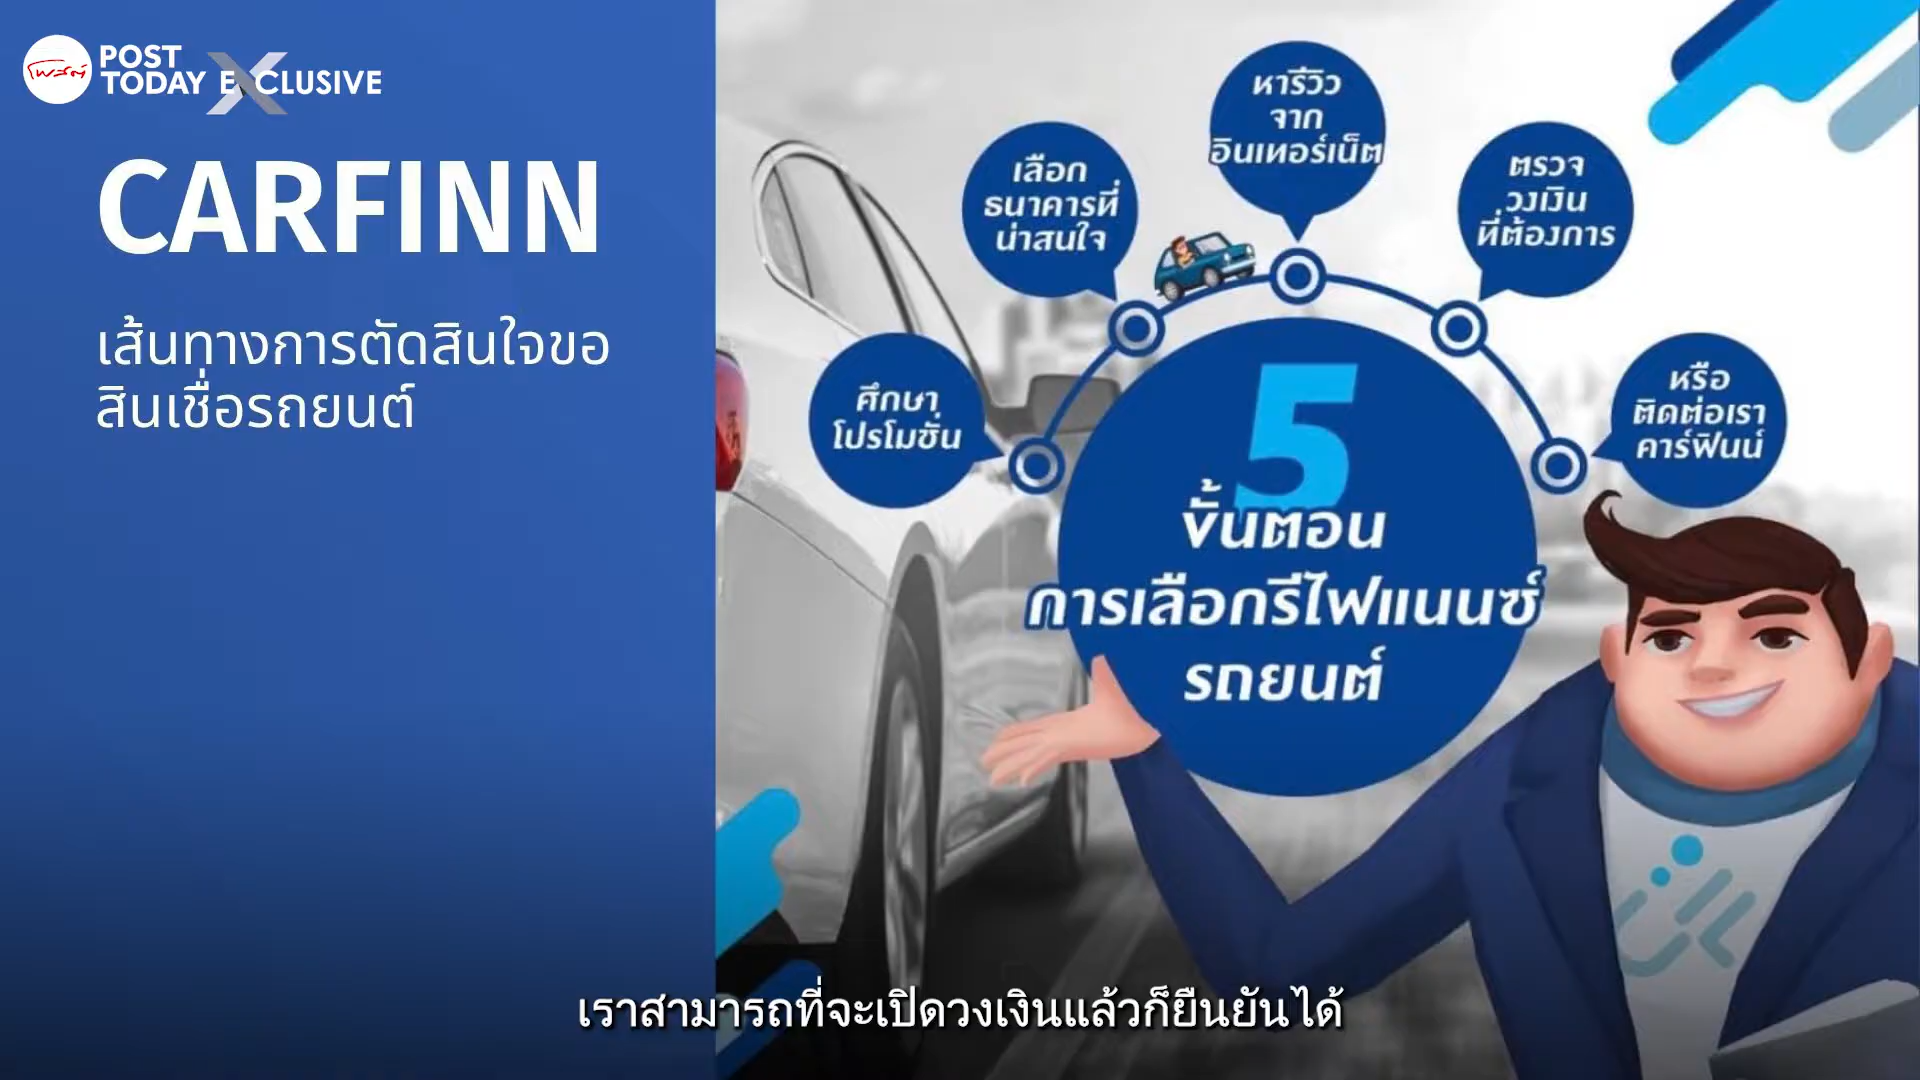 โพสต์
POST
TODAY EXCLUSIVE
CARFINN
เส้นทางการตัดสินใจขอ
สินเชื่อรถยนต์
ศึกษา
โปรโมชั่น
เลือก
ธนาคารที่
น่าสนใจ
หารีวิว
จาก
อินเทอร์เน็ต
ตรวจ
วงเงิน
ที่ต้องการ
หรือ
ติดต่อเรา
คาร์ฟินน์
5
ขั้นตอน
การเลือกรีไฟแนนซ์
รถยนต์
เราสามารถที่จะเปิดวงเงินแล้วก็ยืนยันได้